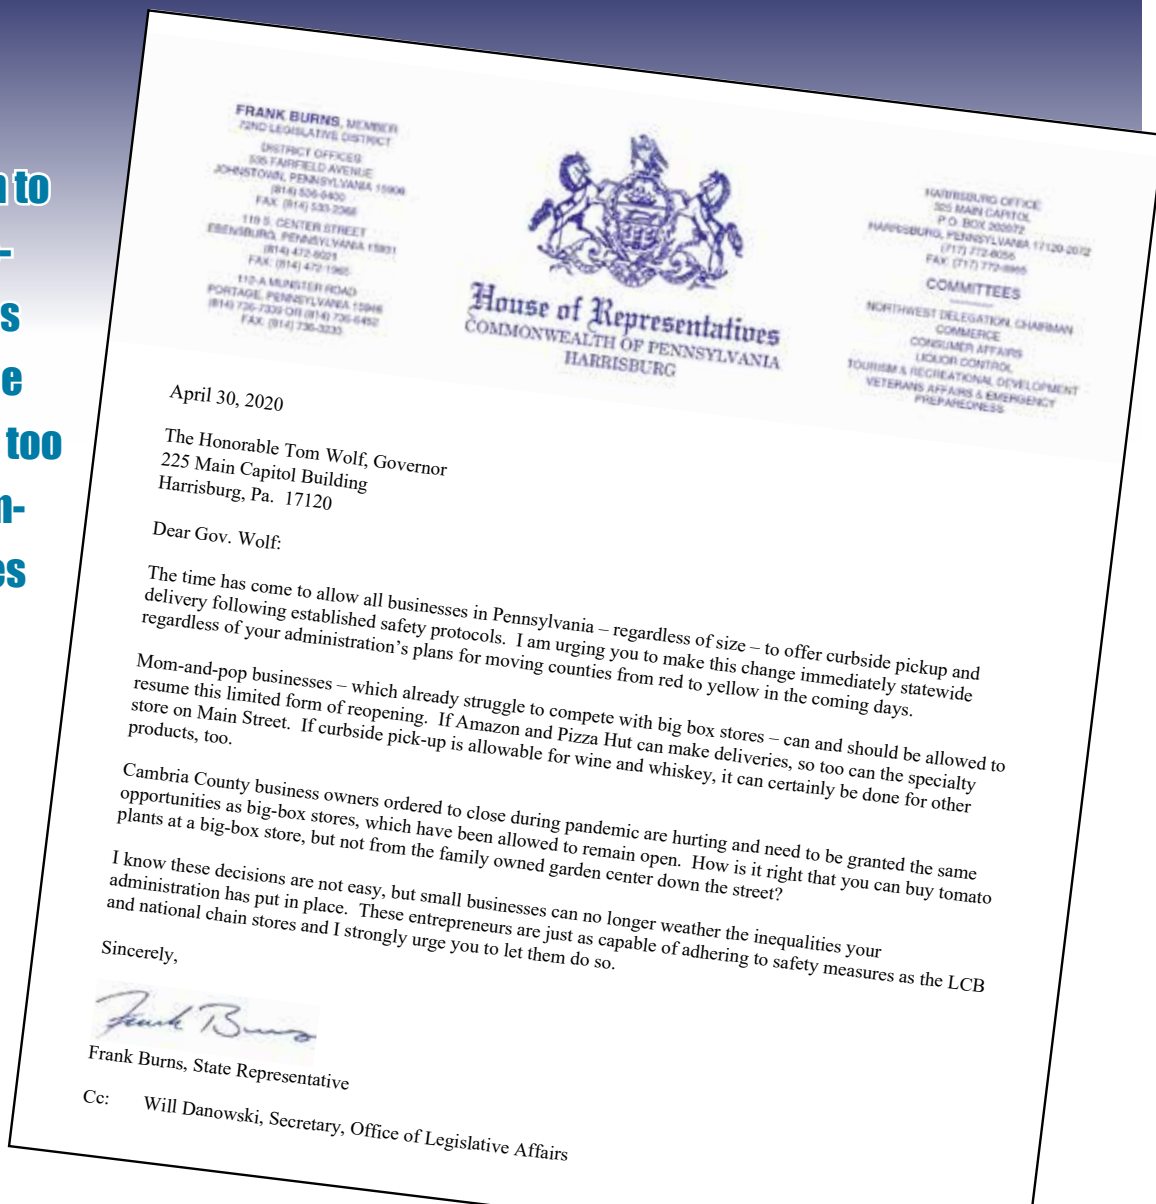 n to
-
s
e
too
n-
es
FRANK BURNS, MEMBER
72ND LEGISLATIVE DISTRICT
DISTRICT OFFICES
535 FAIRFIELD AVENUE
JOHNSTOWN, PENNSYLVANIA 15906
(814) 536-8400
FAX: (814) 533-2368
118 S. CENTER STREET
EBENSBURG, PENNSYLVANIA 15931
(814) 472-8021
FAX: (814) 472-1965
112-A MUNSTER ROAD
PORTAGE, PENNSYLVANIA 15946
(814) 736-7339 OR (814) 736-6452
FAX: (814) 736-3233
House of Representatives
COMMONWEALTH OF PENNSYLVANIA
HARRISBURG
HARRISBURG OFFICE
325 MAIN CAPITOL
P.O. BOX 202072
HARRISBURG, PENNSYLVANIA 17120-2072
(717) 772-8056
FAX: (717) 772-9965
COMMITTEES
NORTHWEST DELEGATION, CHAIRMAN
COMMERCE
CONSUMER AFFAIRS
LIQUOR CONTROL
TOURISM & RECREATIONAL DEVELOPMENT
VETERANS AFFAIRS & EMERGENCY
PREPAREDNESS
April 30, 2020
The Honorable Tom Wolf, Governor
225 Main Capitol Building
Harrisburg, Pa. 17120
Dear Gov. Wolf:
The time has come to allow all businesses in Pennsylvania – regardless of size – to offer curbside pickup and
delivery following established safety protocols. I am urging you to make this change immediately statewide
regardless of your administration’s plans for moving counties from red to yellow in the coming days.
Mom-and-pop businesses – which already struggle to compete with big box stores – can and should be allowed to
resume this limited form of reopening. If Amazon and Pizza Hut can make deliveries, so too can the specialty
store on Main Street. If curbside pick-up is allowable for wine and whiskey, it can certainly be done for other
products, too.
Cambria County business owners ordered to close during pandemic are hurting and need to be granted the same
opportunities as big-box stores, which have been allowed to remain open. How is it right that you can buy tomato
plants at a big-box store, but not from the family owned garden center down the street?
I know these decisions are not easy, but small businesses can no longer weather the inequalities your
administration has put in place. These entrepreneurs are just as capable of adhering to safety measures as the LCB
and national chain stores and I strongly urge you to let them do so.
Sincerely,
Frank Burns
Frank Burns, State Representative
Cc: Will Danowski, Secretary, Office of Legislative Affairs